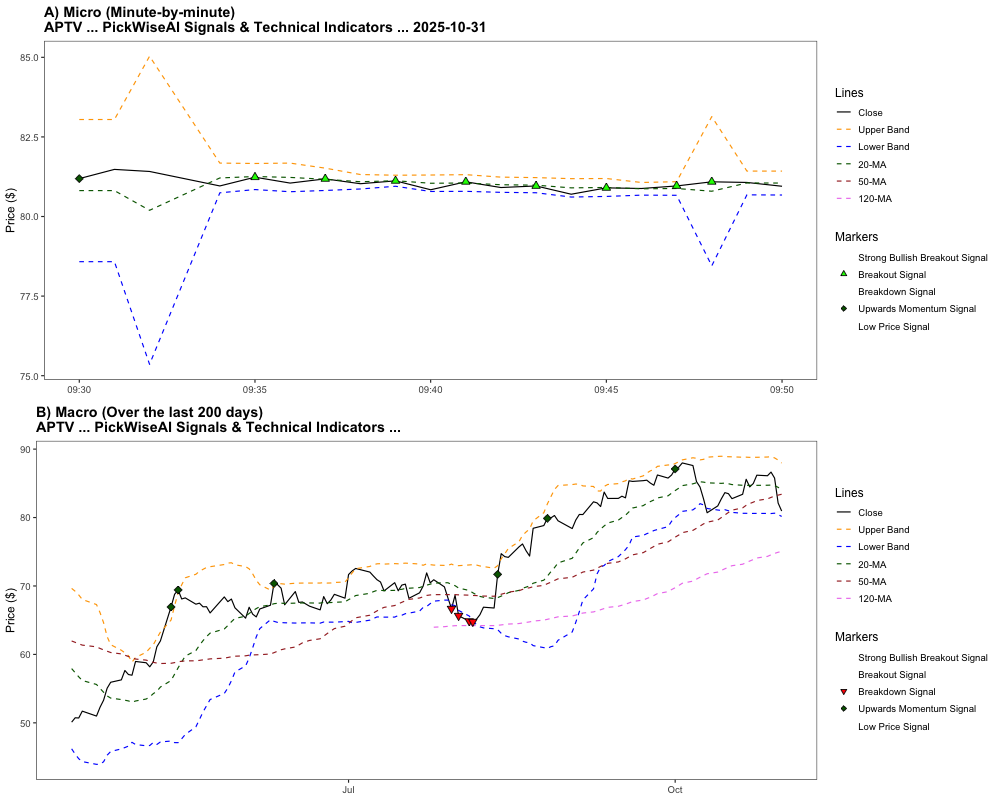 A) Micro (Minute-by-minute)
APTV ... PickWiseAI Signals & Technical Indicators ... 2025-10-31
Price ($)
85.0
82.5
80.0
77.5
75.0
09:30 09:35 09:40 09:45 09:50
Lines
Close
Upper Band
Lower Band
20-MA
50-MA
120-MA
Markers
Strong Bullish Breakout Signal
Breakout Signal
Breakdown Signal
Upwards Momentum Signal
Low Price Signal
B) Macro (Over the last 200 days)
APTV ... PickWiseAI Signals & Technical Indicators ...
Price ($)
90
80
70
60
50
Jul Oct
Lines
Close
Upper Band
Lower Band
20-MA
50-MA
120-MA
Markers
Strong Bullish Breakout Signal
Breakout Signal
Breakdown Signal
Upwards Momentum Signal
Low Price Signal